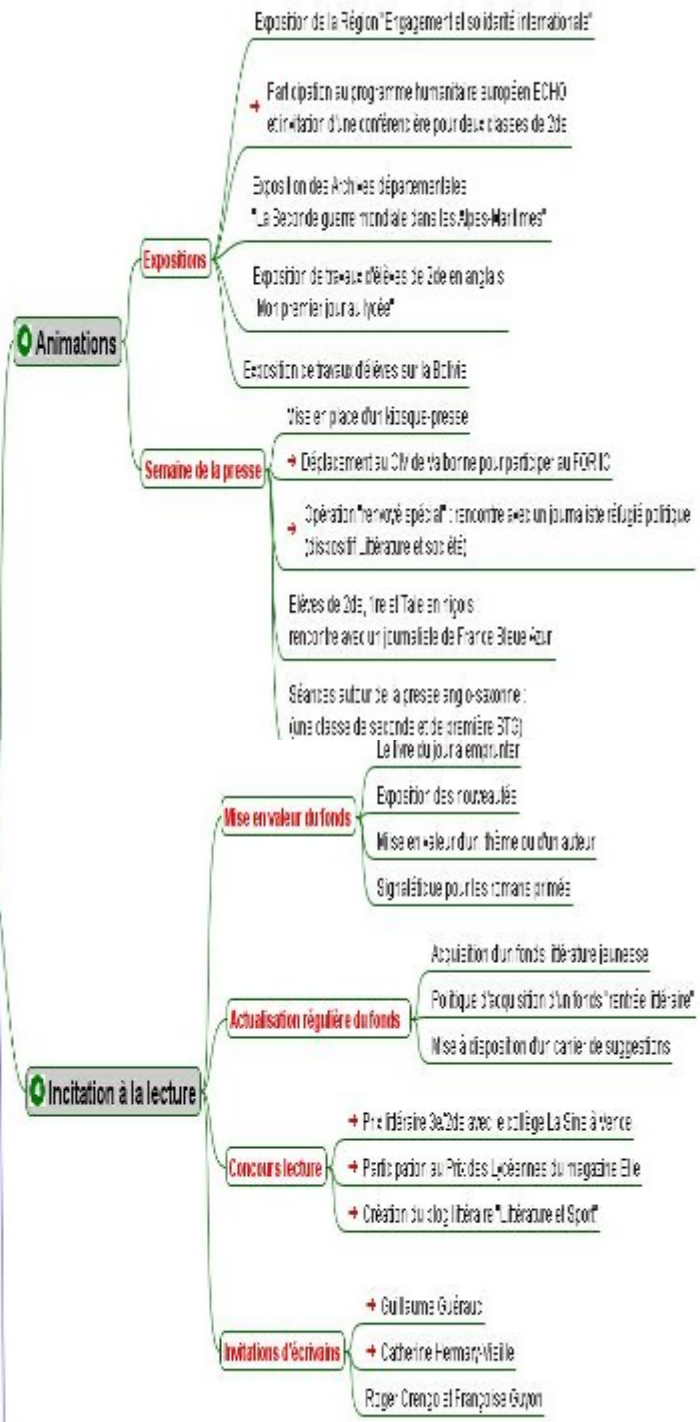 Exposition de la Région "Engagement et solidarité internationale"
Participation au programme humanitaire européen ECHO
et invitation d'une conférencière pour deux classes de 2de
Exposition des Archives départementales
"La Seconde guerre mondiale dans les Alpes-Maritimes"
Expositions
Exposition de travaux d'élèves de 2de en anglais
"Mon premier jour au lycée"
Animations
Exposition de travaux d'élèves sur la Bolivie
Mise en place d'un kiosque-presse
Semaine de la presse
Déplacement au CIV de Valbonne pour participer au FORIC
Opération "renvoyé spécial" : rencontre avec un journaliste réfugié politique
(dispositif Littérature et société)
Elèves de 2de, 1re et Tale en niçois :
rencontre avec un journaliste de France Bleue Azur
Séances autour de la presse anglo-saxonne :
(une classe de seconde et de première STG)
Le livre du jour à emprunter
Exposition des nouveautés
Mise en valeur du fonds
Mise en valeur d'un thème ou d'un auteur
Signalétique pour les romans primés
Acquisition d'un fonds littérature jeunesse
Politique d'acquisition d'un fonds "rentrée littéraire"
Actualisation régulière du fonds
Mise à disposition d'un cahier de suggestions
Incitation à la lecture
Prix littéraire 3e/2de avec le collège La Sine à Vence
Concours lecture
Participation au Prix des Lycéennes du magazine Elle
Création du blog littéraire "Littérature et Sport"
Guillaume Guéraud
Invitations d'écrivains
Catherine Hermary-Vieille
Roger Orengo et Françoise Guyon